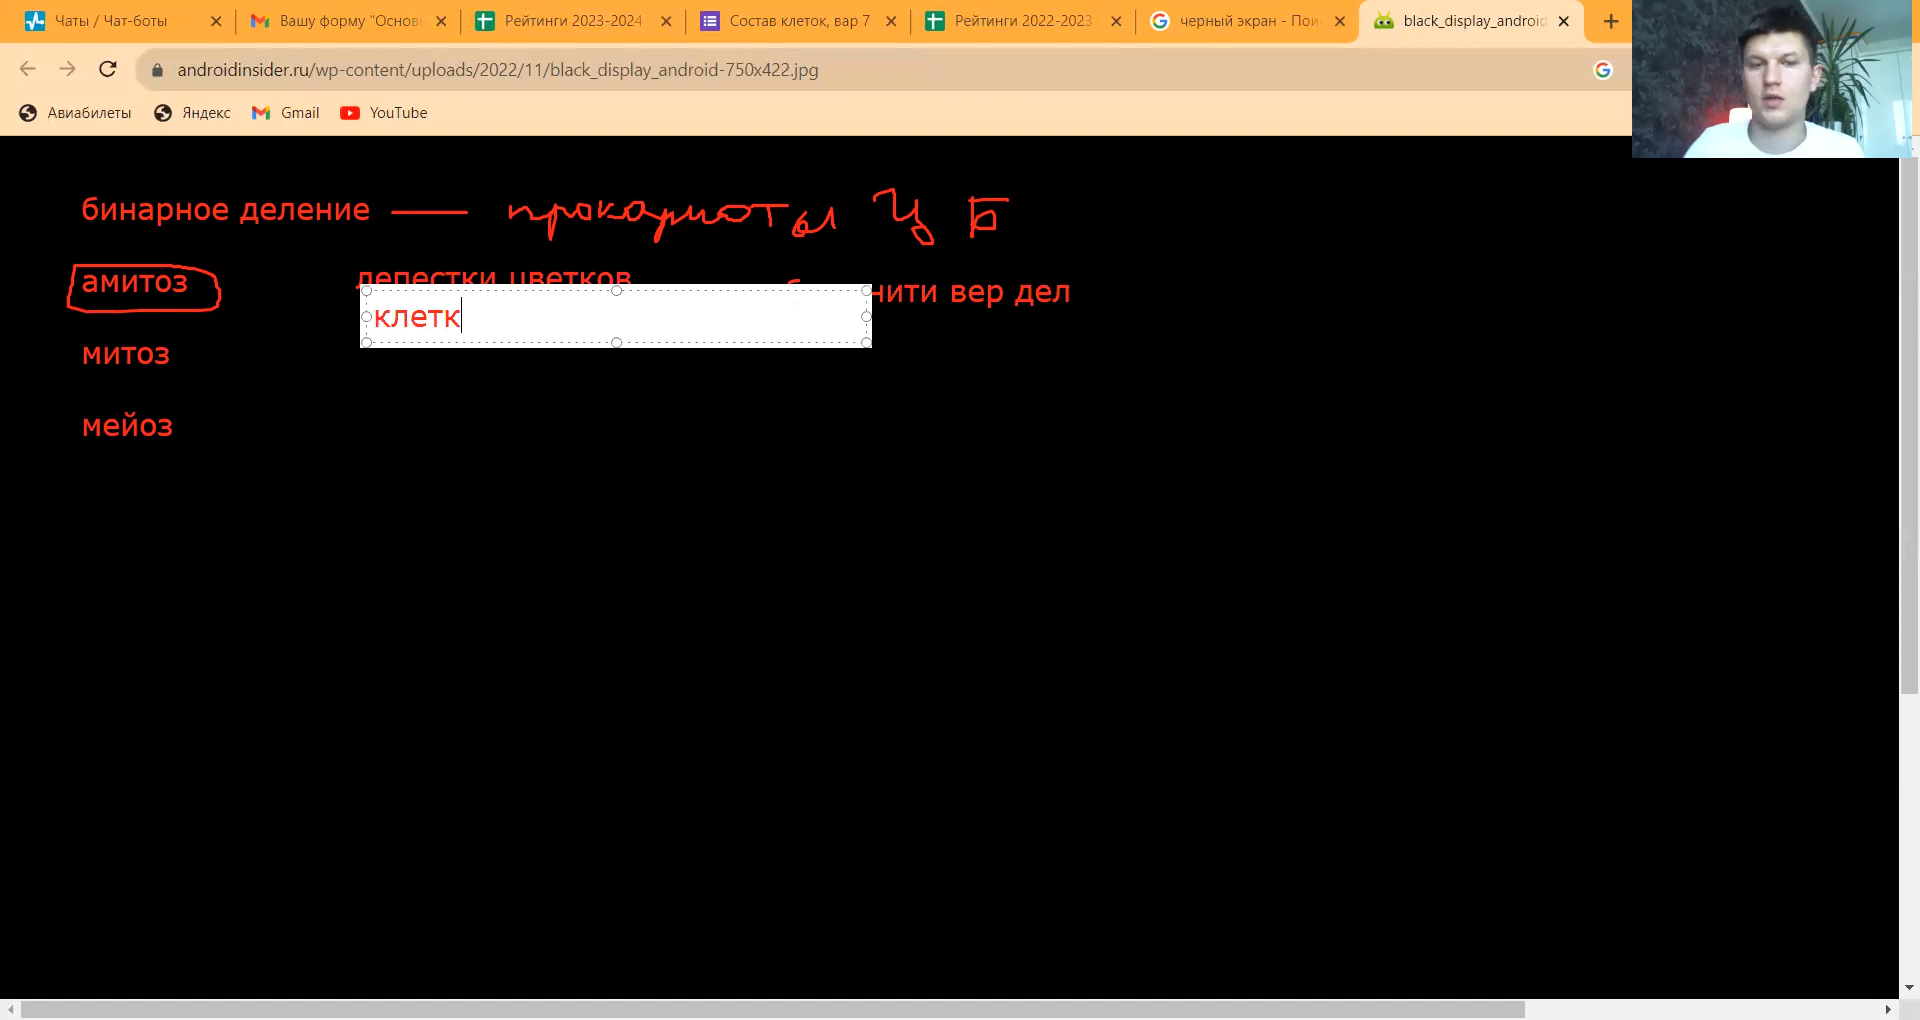 Чаты / Чат-боты
Вашу форму "Основ
Рейтинги 2023-2024
Состав клеток, вар 7
Рейтинги 2022-2023
черный экран - Пои
black_display_android
androidinsider.ru/wp-content/uploads/2022/11/black_display_android-750x422.jpg
Авиабилеты
Яндекс
Gmail
YouTube
бинарное деление — прокариоты Ц Б
амитоз
лепестки цветков
нити вер дел
клетк
митоз
мейоз